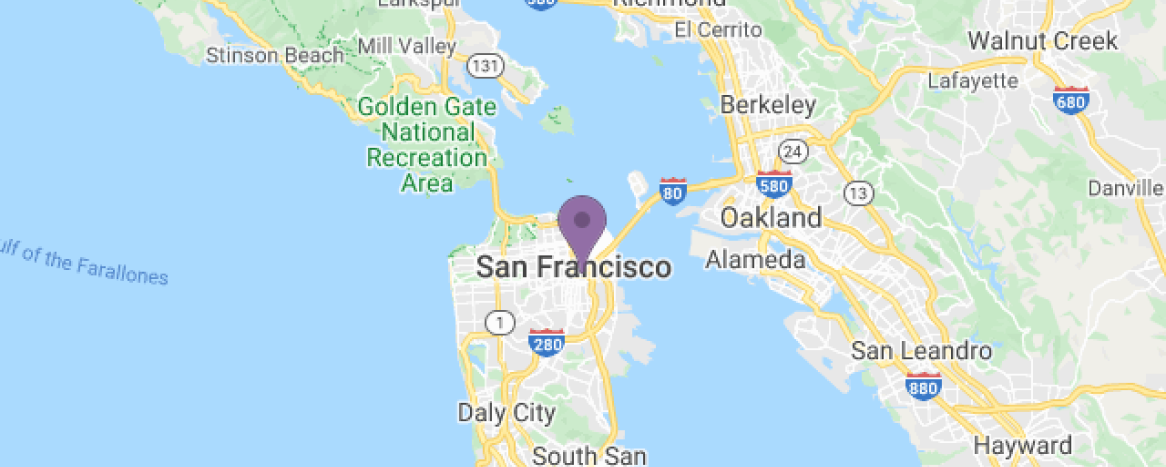 Larkspur
580
Richmond
El Cerrito
Walnut Creek
Stinson Beach
Mill Valley
131
Lafayette
680
Golden Gate
National
Recreation
Area
Berkeley
24
80
580
13
Danville
Oakland
ulf of the Farallones
San Francisco
Alameda
1
280
San Leandro
880
Daly City
Hayward
South San